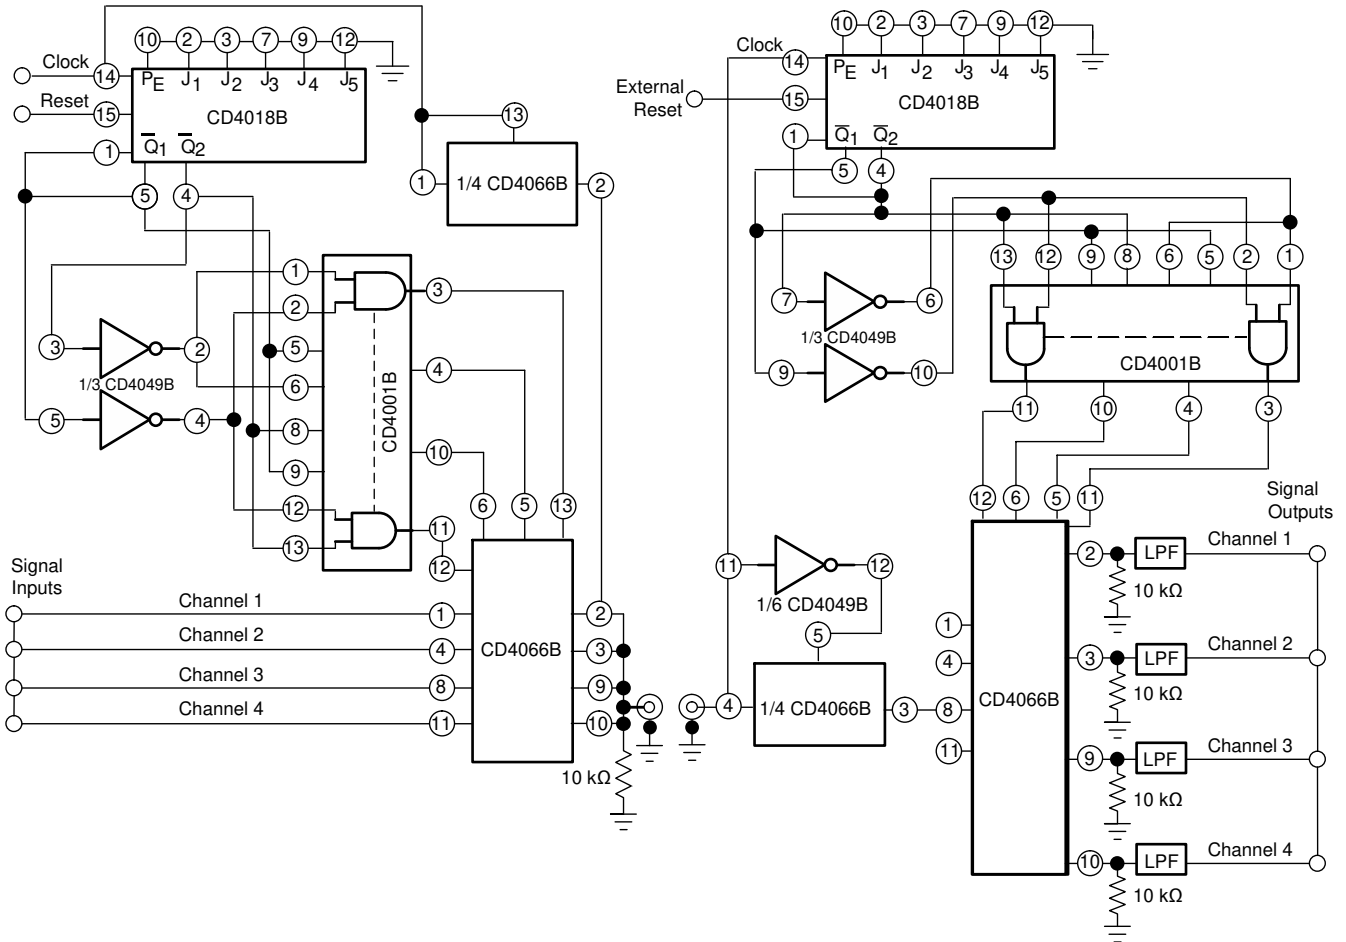 10 2 3 7 9 12
Clock 14 PE J1 J2 J3 J4 J5
Reset 15 CD4018B
1 Q1 Q2
5 4
13
1 1/4 CD4066B 2
1 3
2
3 2 5
1/3 CD4049B 6 4
5 4 8
CD4001B
9 10
12 6 5 13
13 11
12
Signal
Inputs
Channel 1 1 2
Channel 2 4 CD4066B 3
Channel 3 8 9
Channel 4 11 10
10 kΩ
10 2 3 7 9 12
Clock 14 PE J1 J2 J3 J4 J5
External
Reset 15 CD4018B
1 Q1 Q2
5 4
13 12 9 8 6 5 2 1
7 6
1/3 CD4049B
9 10
CD4001B
11 10 4 3
12 6 5 11
Signal
Outputs
11 12
1/6 CD4049B
5
4 1/4 CD4066B 3
1
4
8 CD4066B
11
2 LPF Channel 1
10 kΩ
3 LPF Channel 2
10 kΩ
9 LPF Channel 3
10 kΩ
10 LPF Channel 4
10 kΩ